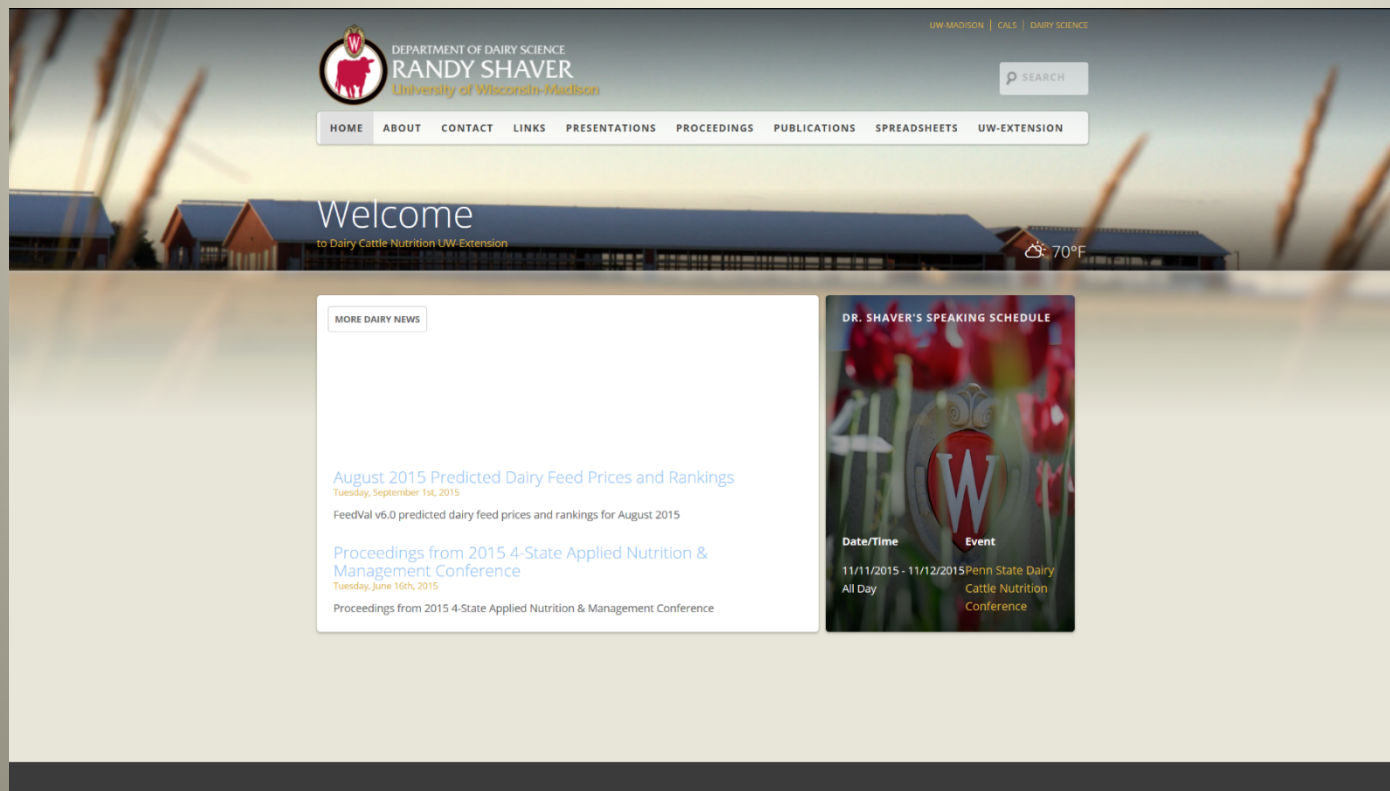 UW-MADISON | CALS | DAIRY SCIENCE
W
DEPARTMENT OF DAIRY SCIENCE
RANDY SHAVER
University of Wisconsin-Madison
SEARCH
HOME ABOUT CONTACT LINKS PRESENTATIONS PROCEEDINGS PUBLICATIONS SPREADSHEETS UW-EXTENSION
Welcome
to Dairy Cattle Nutrition UW-Extension
70°F
MORE DAIRY NEWS
August 2015 Predicted Dairy Feed Prices and Rankings
Tuesday, September 1st, 2015
FeedVal v6.0 predicted dairy feed prices and rankings for August 2015
Proceedings from 2015 4-State Applied Nutrition &
Management Conference
Tuesday, June 16th, 2015
Proceedings from 2015 4-State Applied Nutrition & Management Conference
DR. SHAVER'S SPEAKING SCHEDULE
W
Date/Time Event
11/11/2015 - 11/12/2015 Penn State Dairy
All Day Cattle Nutrition
Conference